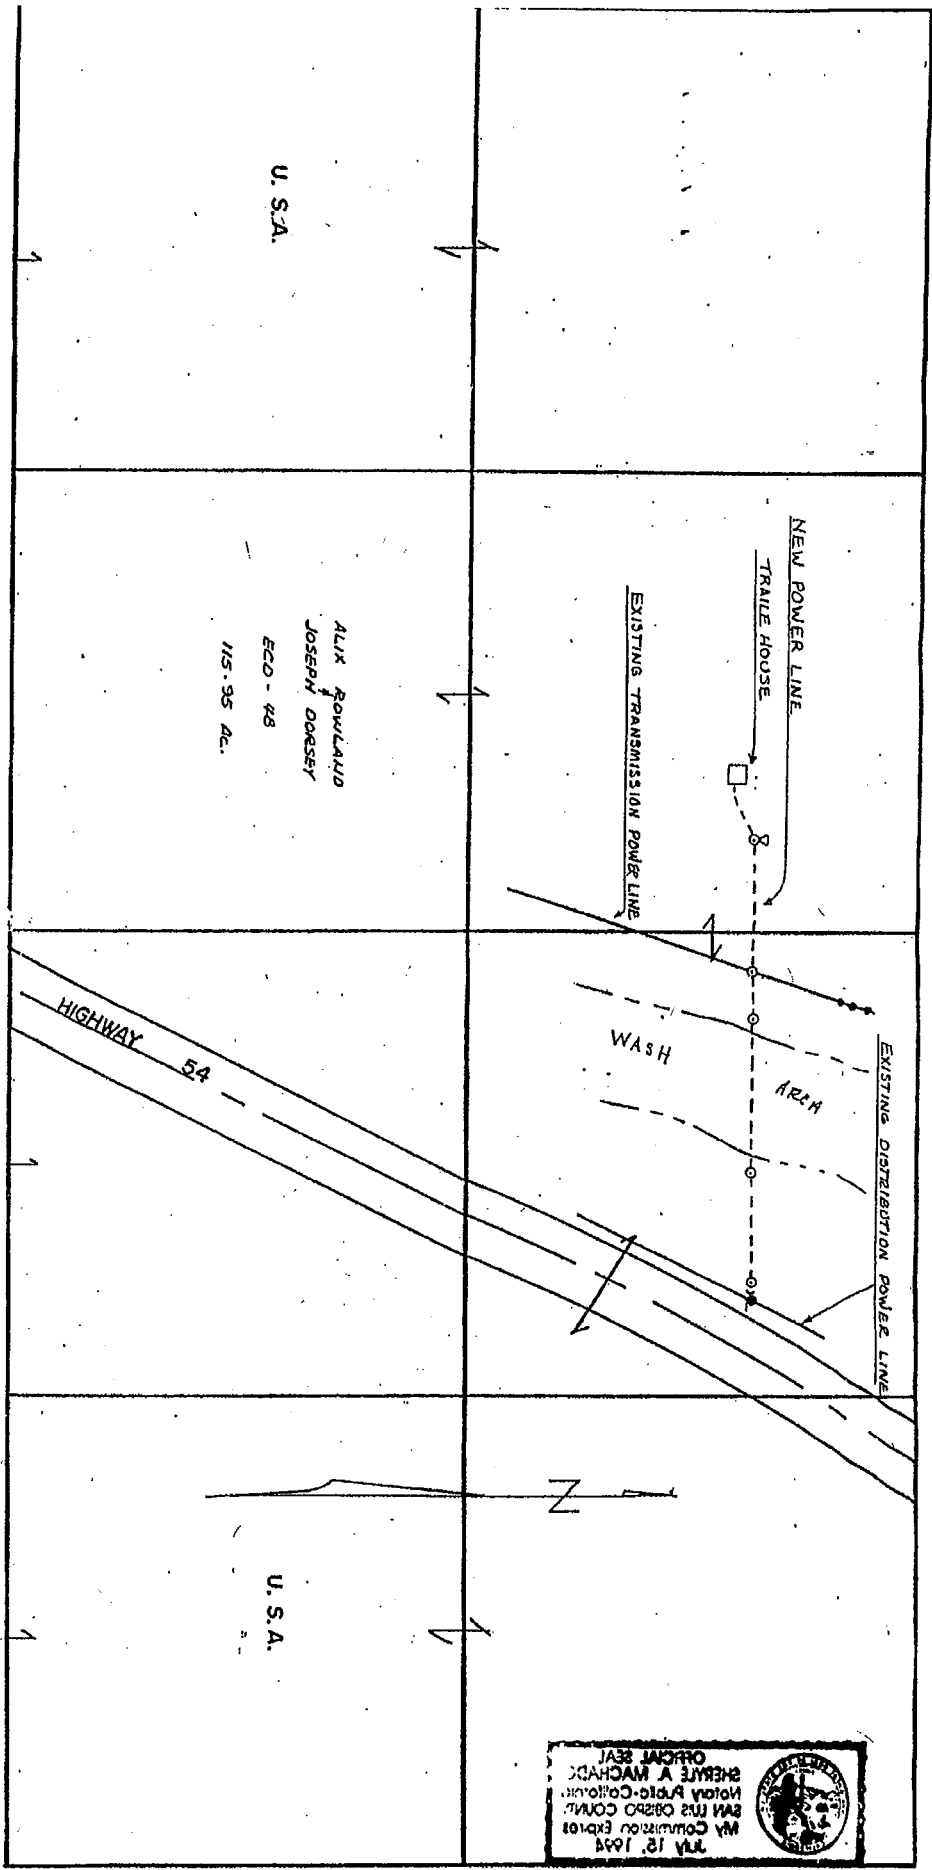 U. S. A.
NEW POWER LINE
TRAILE HOUSE
EXISTING TRANSMISSION POWER LINE
ALIX ROWLAND
& JOSEPH DORSEY
ECO - 48
115.95 AC.
WASH AREA
EXISTING DISTRIBUTION POWER LINE
HIGHWAY 54
N
U. S. A.
OFFICIAL SEAL
SHERYLE A. MACHADO
Notary Public-California
SAN LUIS OBISPO COUNTY
My Commission Expires
July 15, 1994